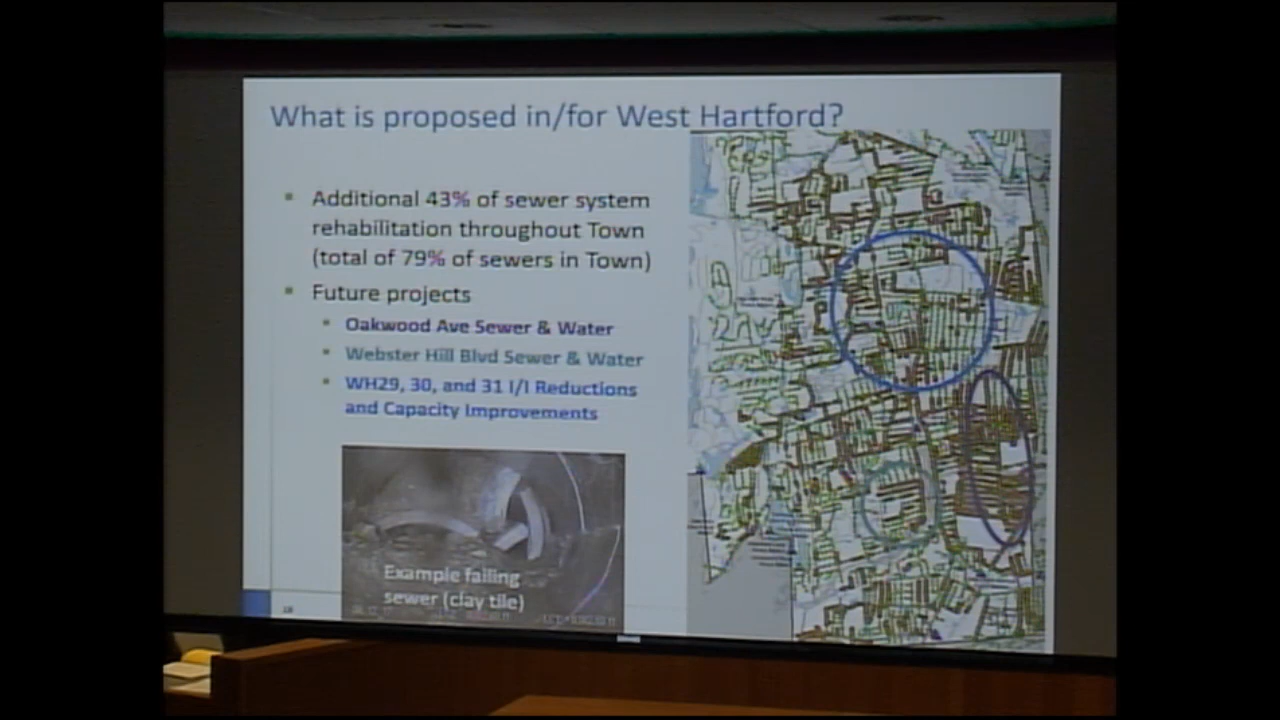 What is proposed in/for West Hartford?
Additional 43% of sewer system
rehabilitation throughout Town
(total of 79% of sewers in Town)
Future projects
Oakwood Ave Sewer & Water
Webster Hill Blvd Sewer & Water
WH29, 30, and 31 I/I Reductions
and Capacity Improvements
Example failing
sewer (clay tile)